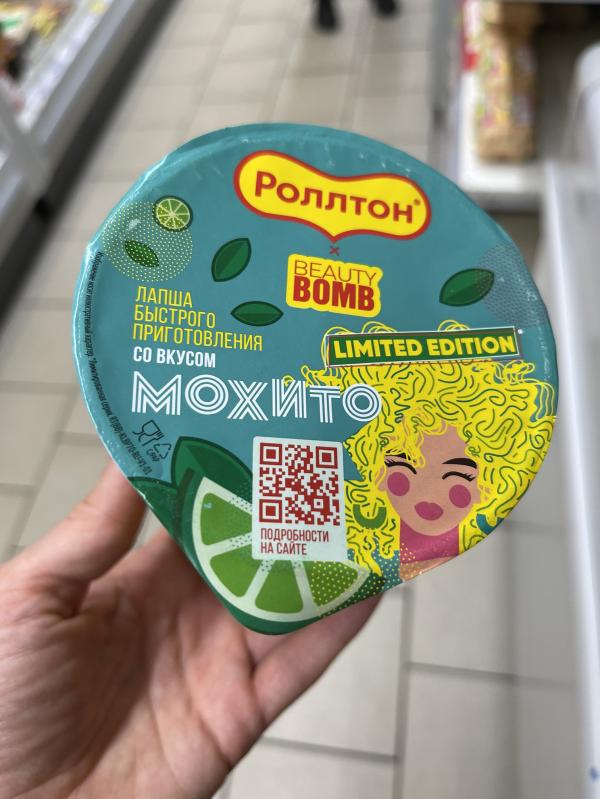 Роллтон®
×
BEAUTY
BOMB
ЛАПША
БЫСТРОГО
ПРИГОТОВЛЕНИЯ
СО ВКУСОМ
МОХИТО
LIMITED EDITION*
ПОДРОБНОСТИ
НА САЙТЕ